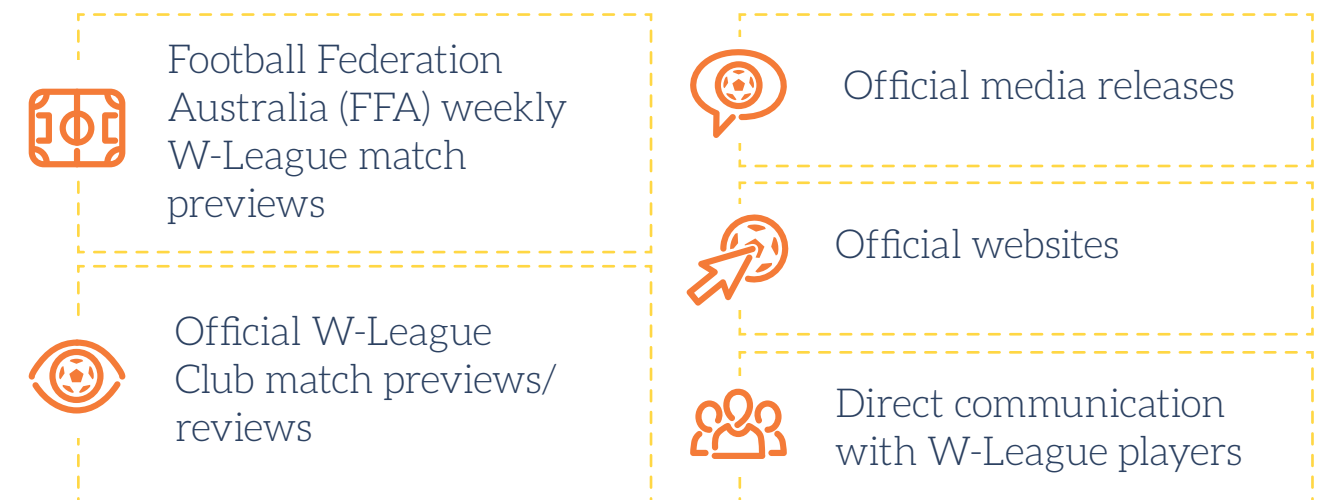 Football Federation
Australia (FFA) weekly
W-League match
previews
Official W-League
Club match previews/
reviews
Official media releases
Official websites
Direct communication
with W-League players